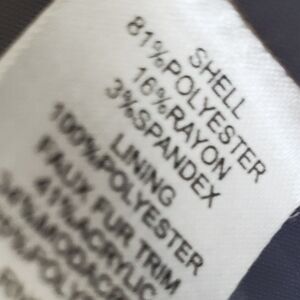 SHELL
81%POLYESTER
16%RAYON
3%SPANDEX
LINING
100%POLYESTER
FAUX FUR TRIM
41%ACRYLIC